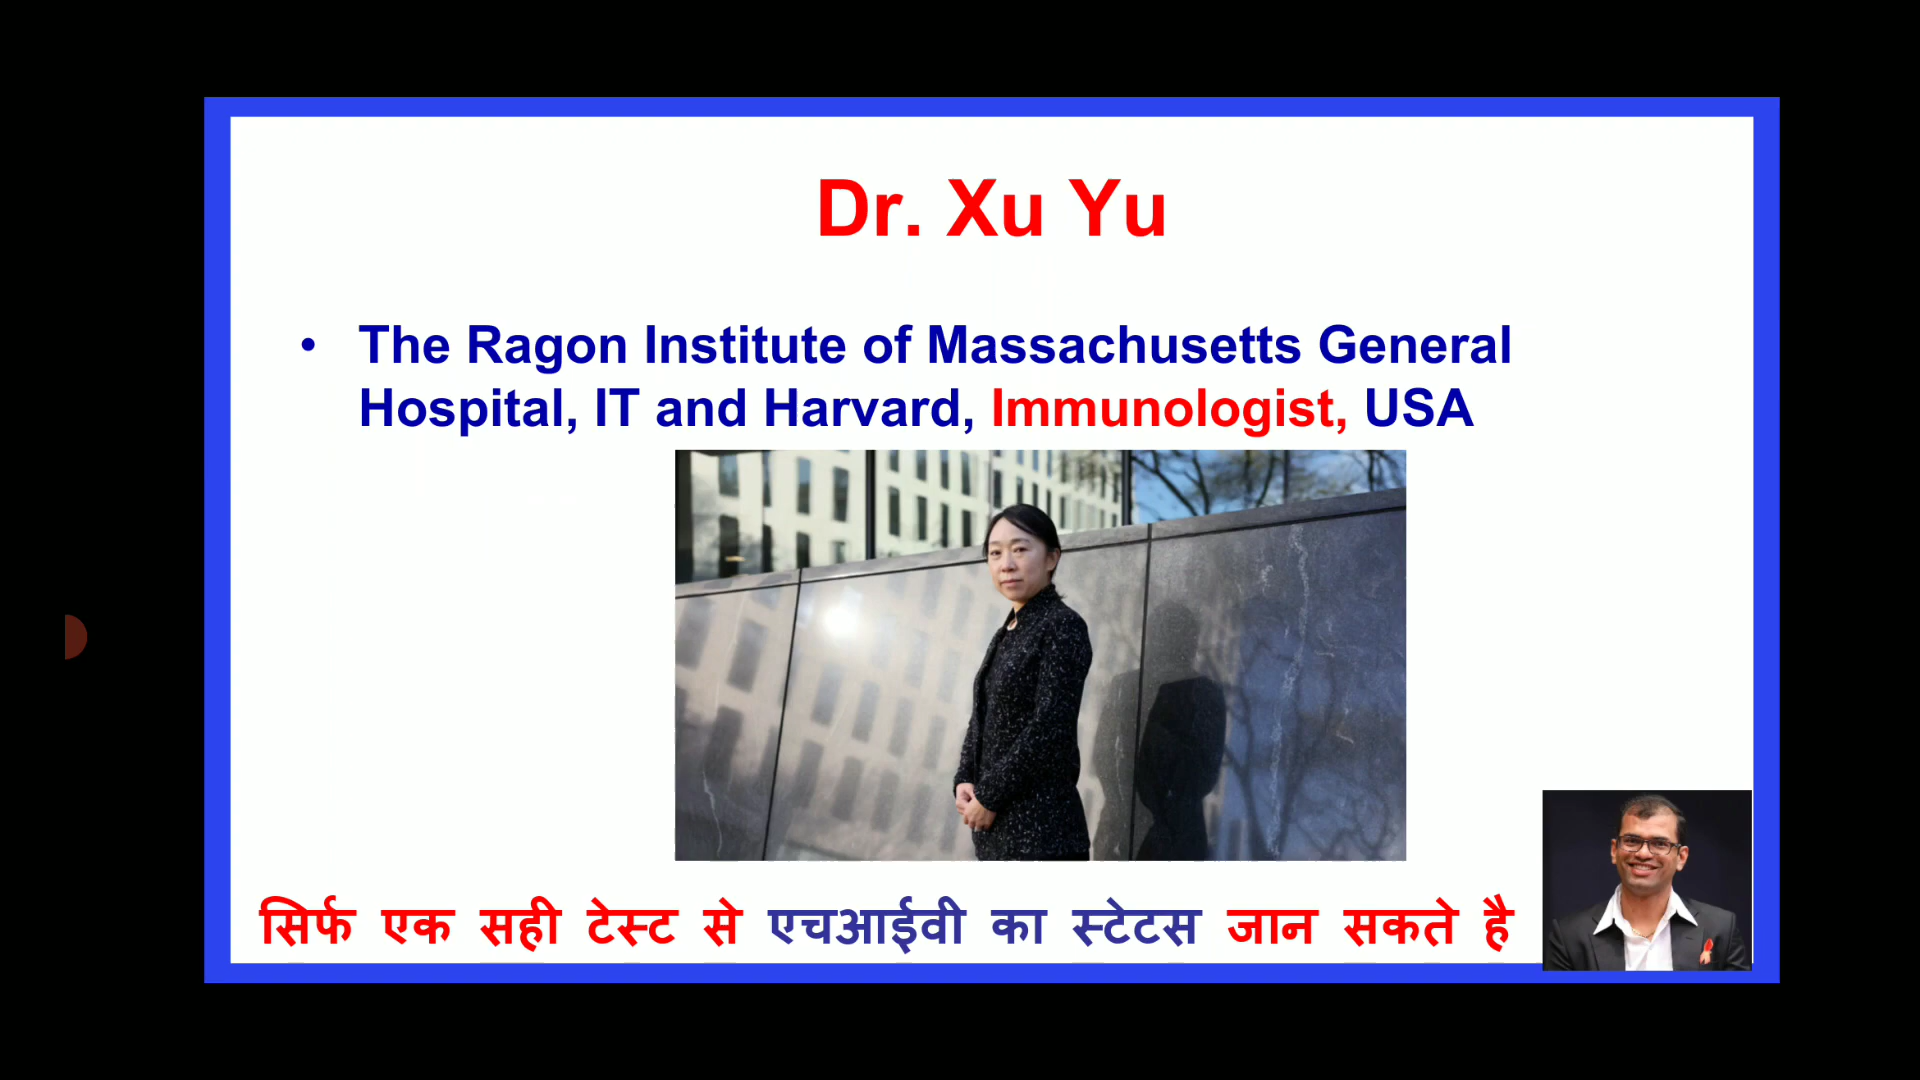 Dr. Xu Yu
• The Ragon Institute of Massachusetts General
Hospital, IT and Harvard, Immunologist, USA
सिर्फ एक सही टेस्ट से एचआईवी का स्टेटस जान सकते है